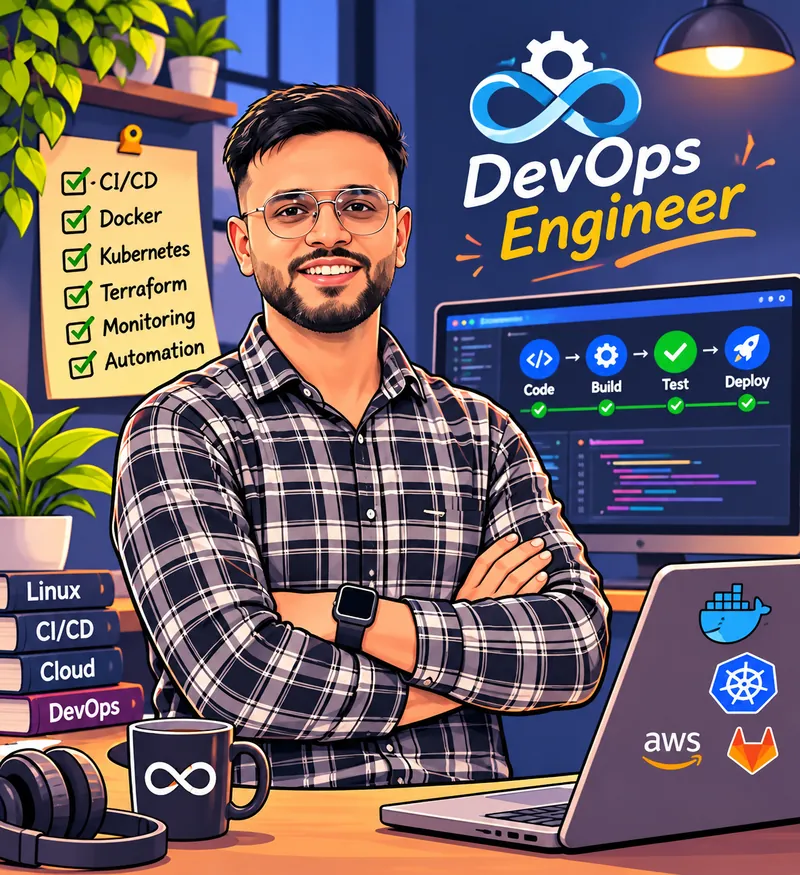 DevOps
Engineer
CI/CD
Docker
Kubernetes
Terraform
Monitoring
Automation
Code
Build
Test
Deploy
Linux
CI/CD
Cloud
DevOps
aws